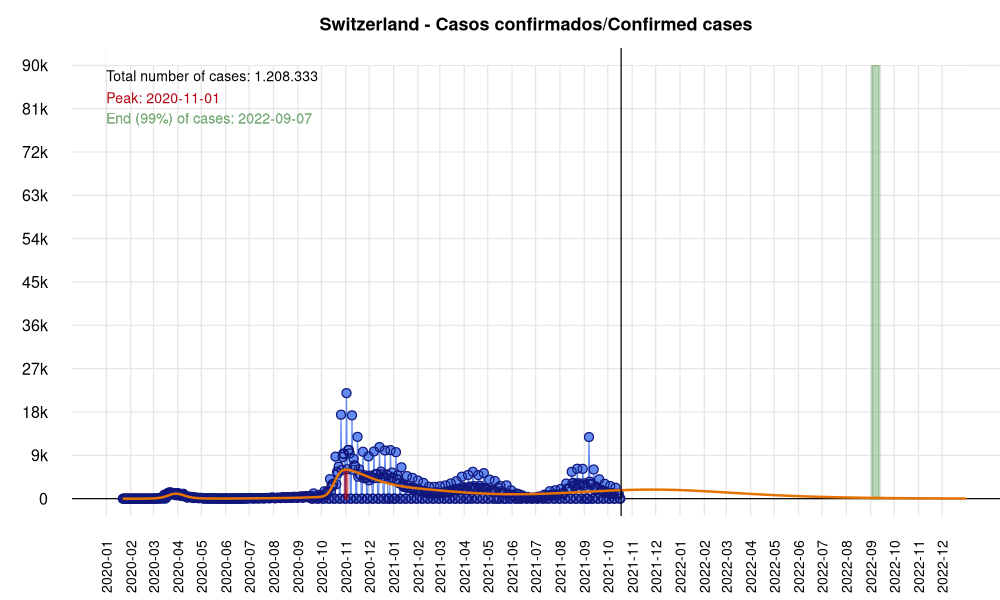 Switzerland - Casos confirmados/Confirmed cases
Total number of cases: 1.208.333
Peak: 2020-11-01
End (99%) of cases: 2022-09-07
90k
81k
72k
63k
54k
45k
36k
27k
18k
9k
0
2020-01
2020-02
2020-03
2020-04
2020-05
2020-06
2020-07
2020-08
2020-09
2020-10
2020-11
2020-12
2021-01
2021-02
2021-03
2021-04
2021-05
2021-06
2021-07
2021-08
2021-09
2021-10
2021-11
2021-12
2022-01
2022-02
2022-03
2022-04
2022-05
2022-06
2022-07
2022-08
2022-09
2022-10
2022-11
2022-12